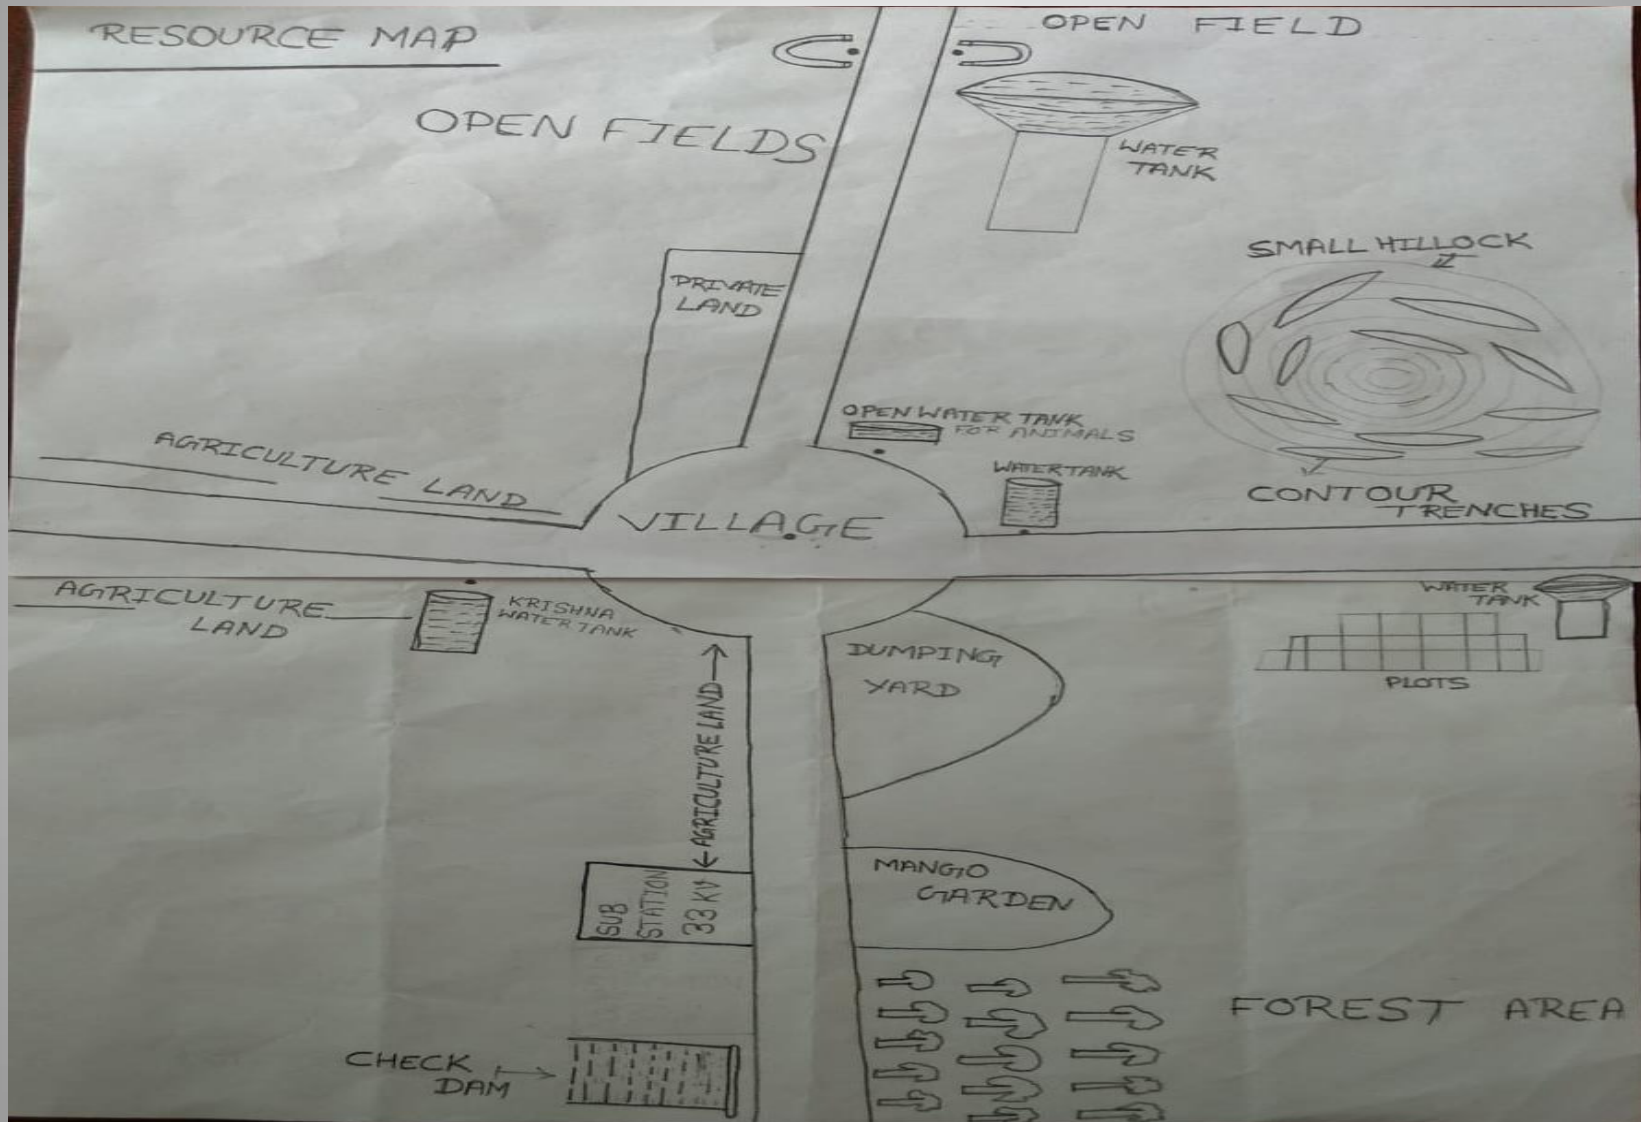 RESOURCE MAP
OPEN FIELD
OPEN FIELDS
WATER
TANK
SMALL HILLOCK
PRIVATE
LAND
OPEN WATER TANK
FOR ANIMALS
AGRICULTURE LAND
WATER TANK
CONTOUR
TRENCHES
VILLAGE
AGRICULTURE
LAND
KRISHNA
WATER TANK
WATER
TANK
DUMPING
YARD
PLOTS
AGRICULTURE LAND
MANGO
GARDEN
SUB
STATION
33 KV
FOREST AREA
CHECK
DAM